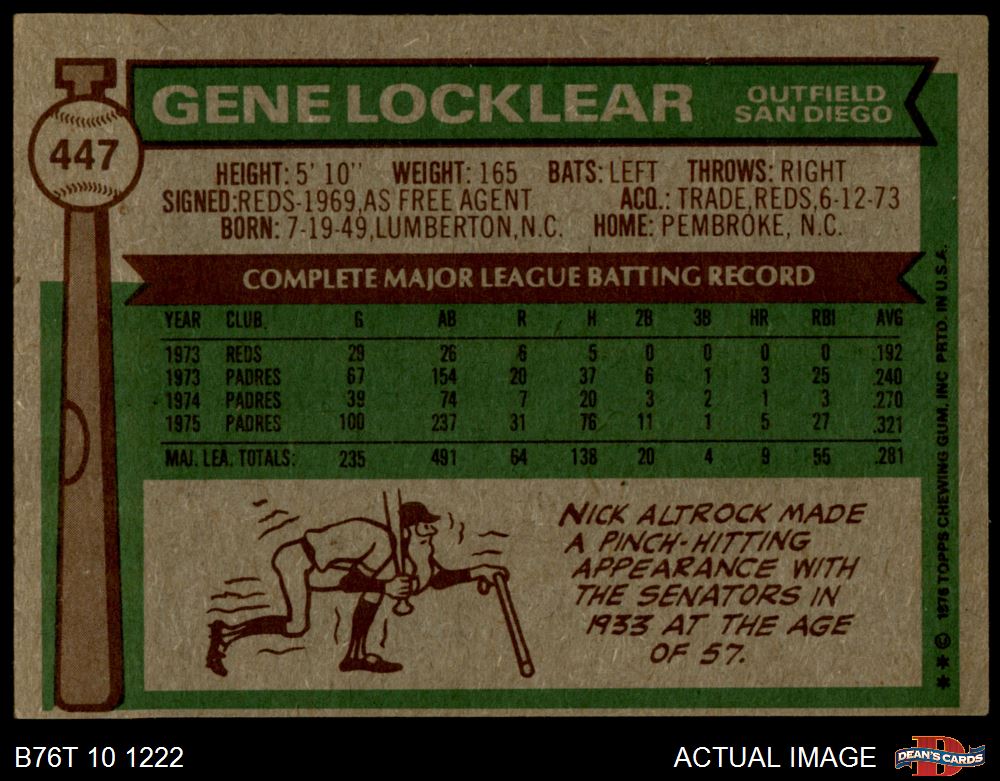 447
GENE LOCKLEAR
OUTFIELD
SAN DIEGO
HEIGHT: 5' 10'' WEIGHT: 165 BATS: LEFT THROWS: RIGHT
SIGNED: REDS-1969, AS FREE AGENT ACQ.: TRADE, REDS, 6-12-73
BORN: 7-19-49, LUMBERTON, N.C. HOME: PEMBROKE, N.C.
COMPLETE MAJOR LEAGUE BATTING RECORD
YEAR CLUB. G AB R H 2B 3B HR RBI AVG
1973 REDS 29 26 6 5 0 0 0 0 .192
1973 PADRES 67 154 20 37 6 1 3 25 .240
1974 PADRES 39 74 7 20 3 2 1 3 .270
1975 PADRES 100 237 31 76 11 1 5 27 .321
MAJ. LEA. TOTALS: 235 491 64 138 20 4 9 55 .281
NICK ALTROCK MADE
A PINCH-HITTING
APPEARANCE WITH
THE SENATORS IN
1933 AT THE AGE
OF 57.
** © 1976 TOPPS CHEWING GUM, INC PRTD. IN U.S.A.
B76T 10 1222
ACTUAL IMAGE
D
DEAN'S CARDS